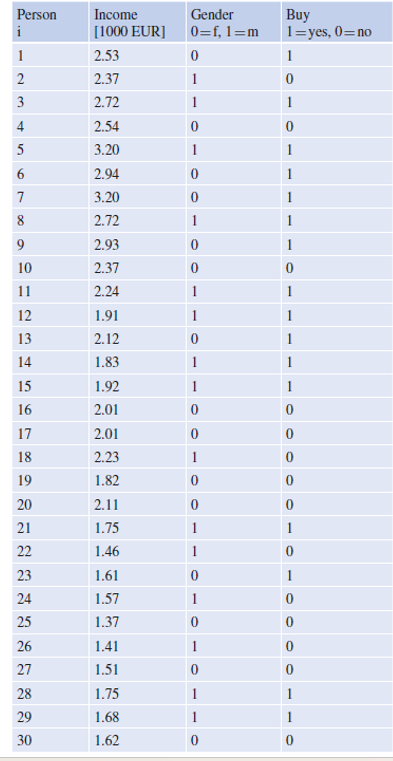 Person Income Gender Buy
i [1000 EUR] 0=f, 1=m 1=yes, 0=no
1 2.53 0 1
2 2.37 1 0
3 2.72 1 1
4 2.54 0 0
5 3.20 1 1
6 2.94 0 1
7 3.20 0 1
8 2.72 1 1
9 2.93 0 1
10 2.37 0 0
11 2.24 1 1
12 1.91 1 1
13 2.12 0 1
14 1.83 1 1
15 1.92 1 1
16 2.01 0 0
17 2.01 0 0
18 2.23 1 0
19 1.82 0 0
20 2.11 0 0
21 1.75 1 1
22 1.46 1 0
23 1.61 0 1
24 1.57 1 0
25 1.37 0 0
26 1.41 1 0
27 1.51 0 0
28 1.75 1 1
29 1.68 1 1
30 1.62 0 0